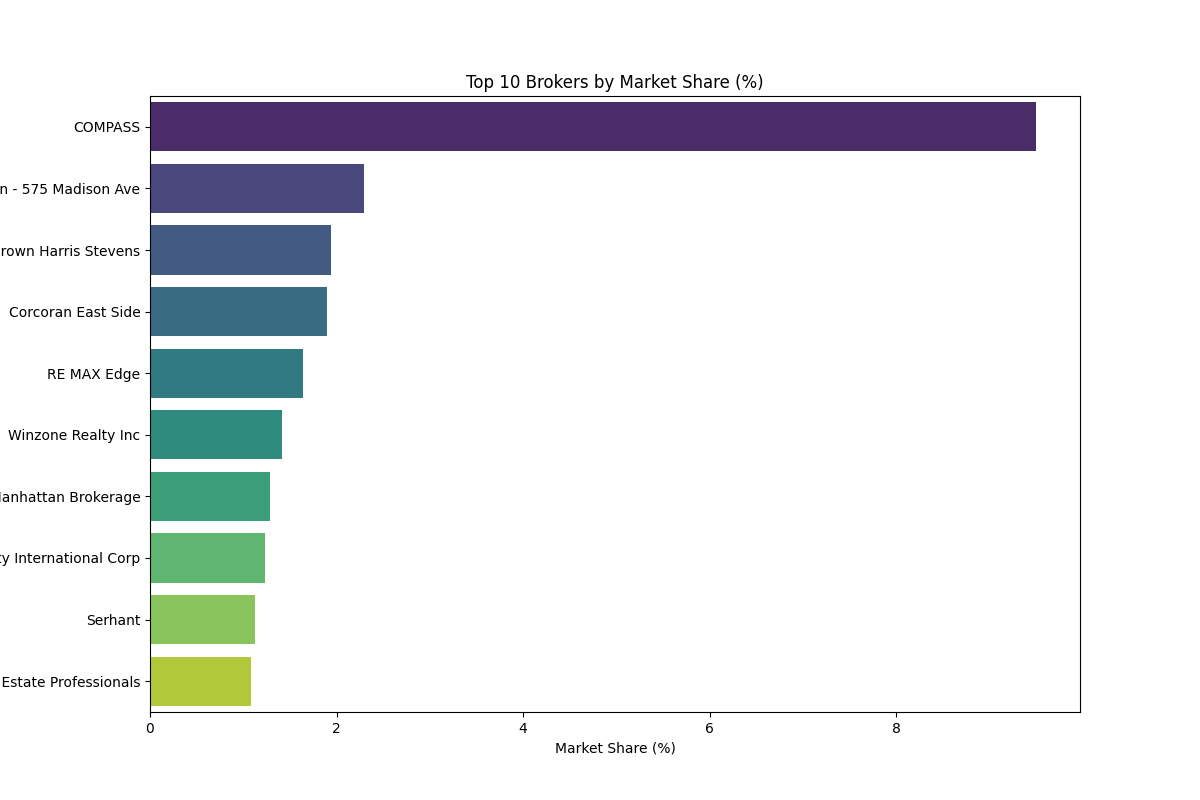 Top 10 Brokers by Market Share (%)
COMPASS
n - 575 Madison Ave
rown Harris Stevens
Corcoran East Side
RE MAX Edge
Winzone Realty Inc
anhattan Brokerage
ty International Corp
Serhant
Estate Professionals
0 2 4 6 8
Market Share (%)